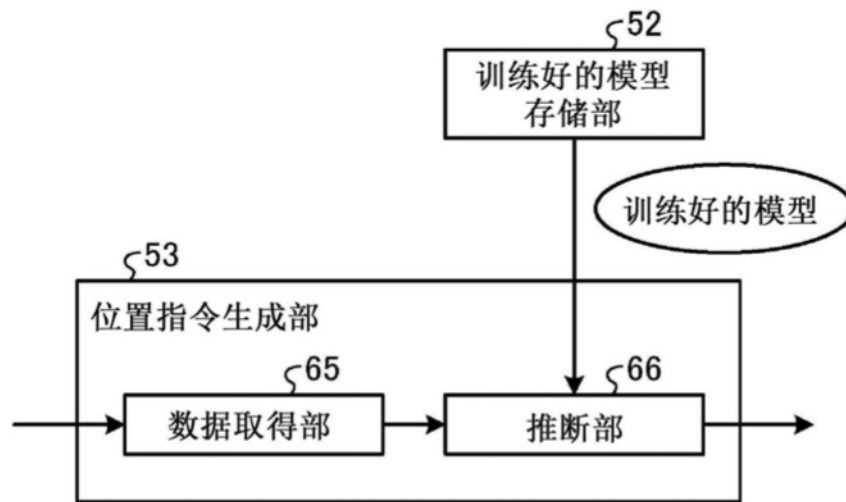 52
训练好的模型
存储部
训练好的模型
53
位置指令生成部
65
66
数据取得部
推断部